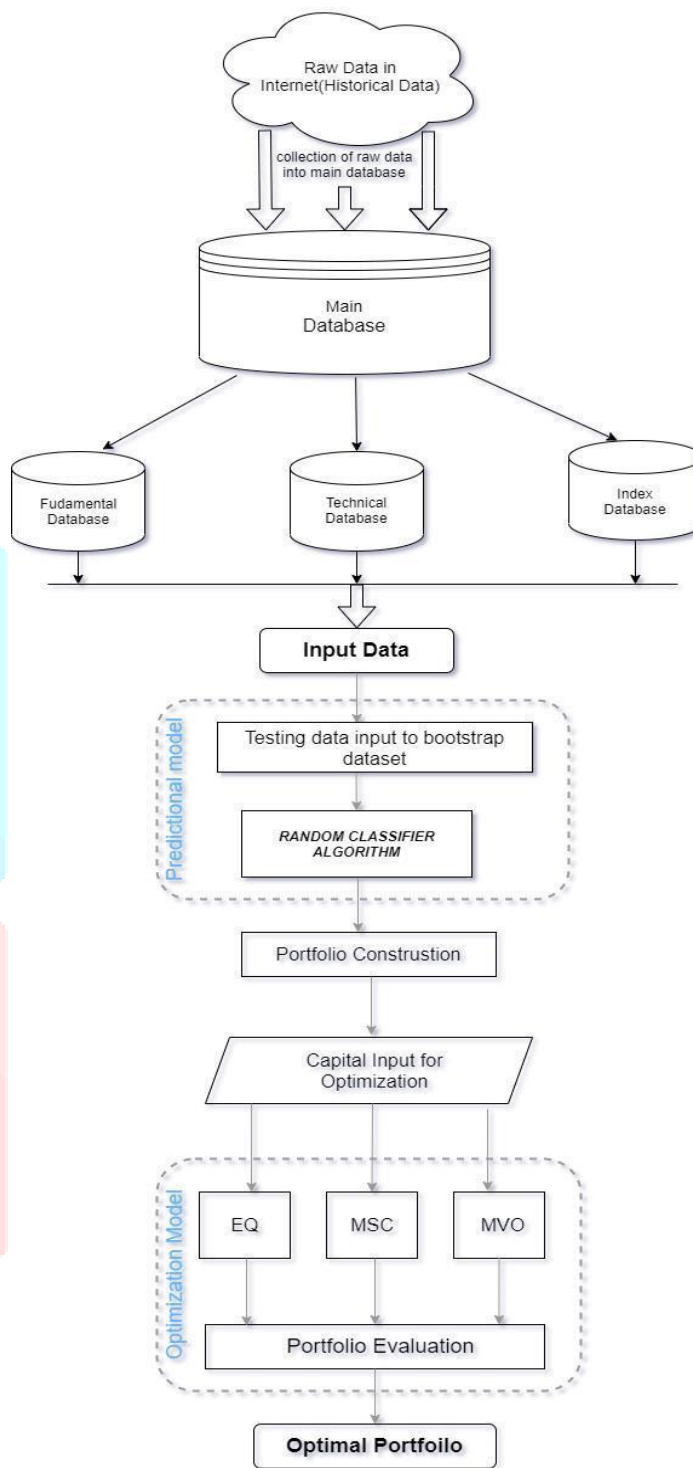 Raw Data in
Internet(Historical Data)
collection of raw data
into main database
Main
Database
Fudamental
Database
Technical
Database
Index
Database
Input Data
Predictional model
Testing data input to bootstrap
dataset
RANDOM CLASSIFIER
ALGORITHM
Portfolio Construstion
Capital Input for
Optimization
Optimization Model
EQ
MSC
MVO
Portfolio Evaluation
Optimal Portfoilo